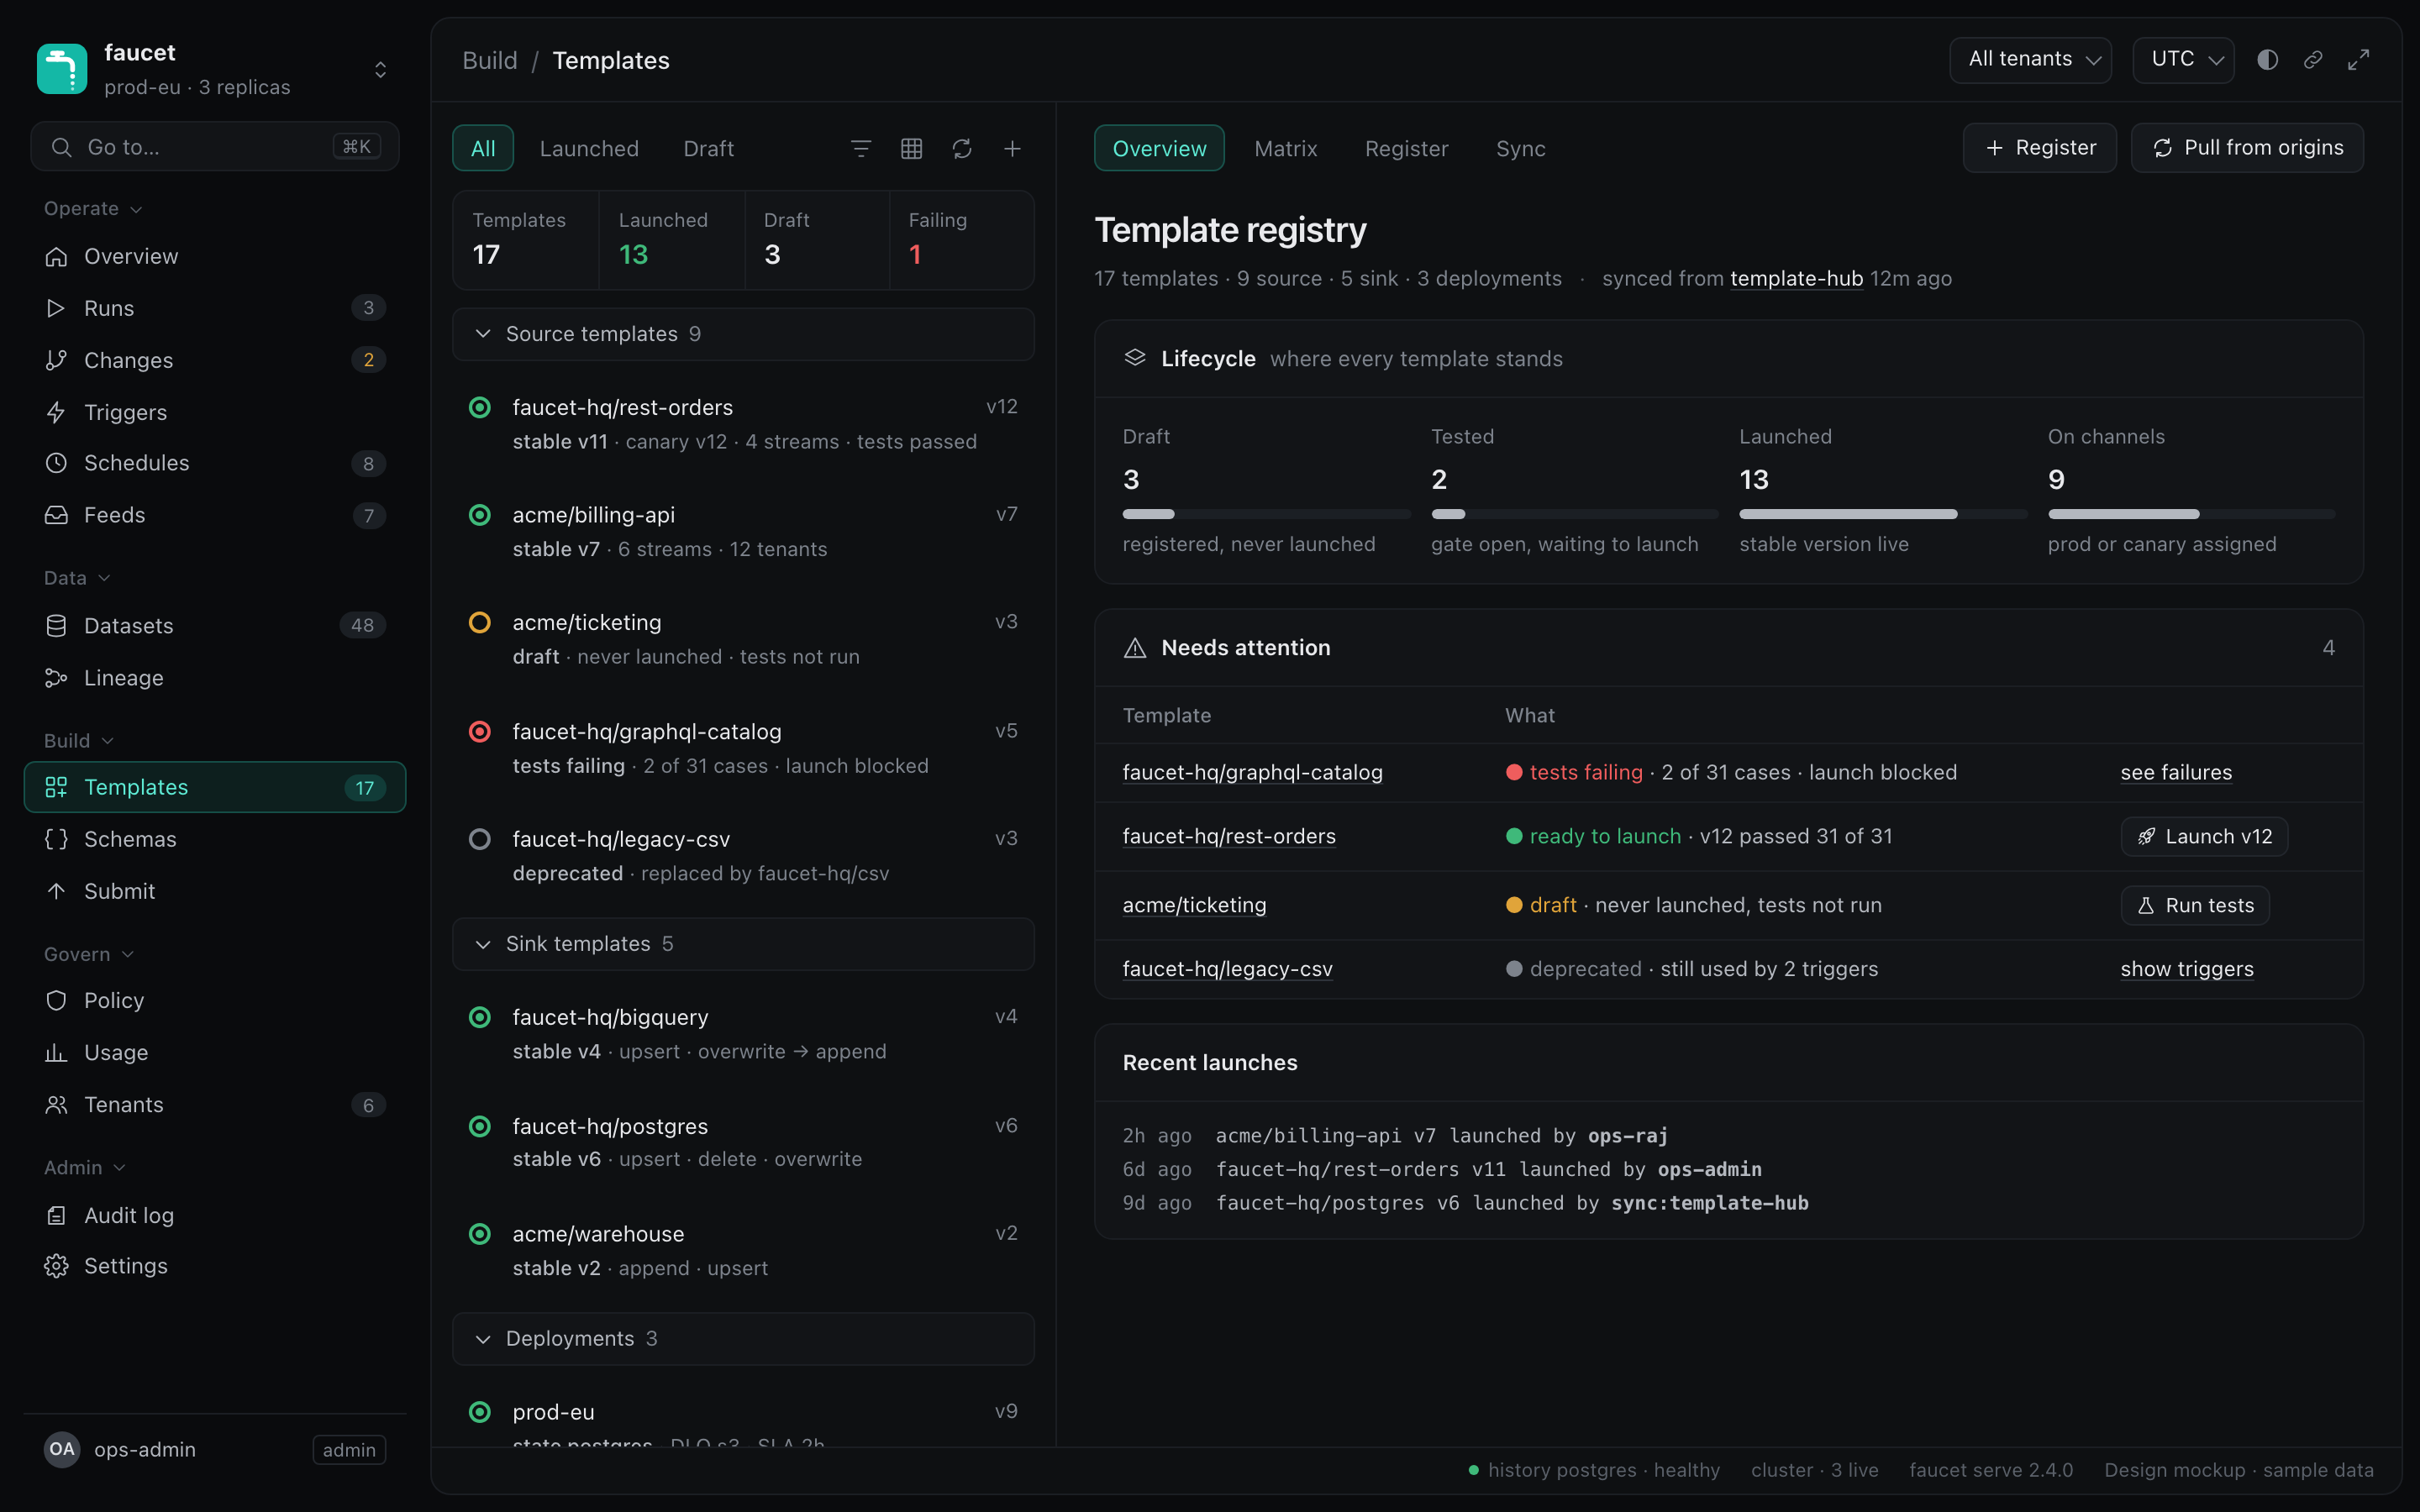 faucet
prod-eu · 3 replicas
Go to...
⌘K
Operate
Overview
Runs 3
Changes 2
Triggers
Schedules 8
Feeds 7
Data
Datasets 48
Lineage
Build
Templates 17
Schemas
Submit
Govern
Policy
Usage
Tenants 6
Admin
Audit log
Settings
OA ops-admin admin
Build / Templates
All tenants UTC
All Launched Draft
Templates Launched Draft Failing
17 13 3 1
Source templates 9
faucet-hq/rest-orders v12
stable v11 · canary v12 · 4 streams · tests passed
acme/billing-api v7
stable v7 · 6 streams · 12 tenants
acme/ticketing v3
draft · never launched · tests not run
faucet-hq/graphql-catalog v5
tests failing · 2 of 31 cases · launch blocked
faucet-hq/legacy-csv v3
deprecated · replaced by faucet-hq/csv
Sink templates 5
faucet-hq/bigquery v4
stable v4 · upsert · overwrite → append
faucet-hq/postgres v6
stable v6 · upsert · delete · overwrite
acme/warehouse v2
stable v2 · append · upsert
Deployments 3
prod-eu v9
state postgres · DLQ s3 · SLA 2h
Overview Matrix Register Sync
Register Pull from origins
Template registry
17 templates · 9 source · 5 sink · 3 deployments · synced from template-hub 12m ago
Lifecycle where every template stands
Draft Tested Launched On channels
3 2 13 9
registered, never launched gate open, waiting to launch stable version live prod or canary assigned
Needs attention 4
Template What
faucet-hq/graphql-catalog tests failing · 2 of 31 cases · launch blocked see failures
faucet-hq/rest-orders ready to launch · v12 passed 31 of 31 Launch v12
acme/ticketing draft · never launched, tests not run Run tests
faucet-hq/legacy-csv deprecated · still used by 2 triggers show triggers
Recent launches
2h ago acme/billing-api v7 launched by ops-raj
6d ago faucet-hq/rest-orders v11 launched by ops-admin
9d ago faucet-hq/postgres v6 launched by sync:template-hub
history postgres · healthy cluster · 3 live faucet serve 2.4.0 Design mockup · sample data